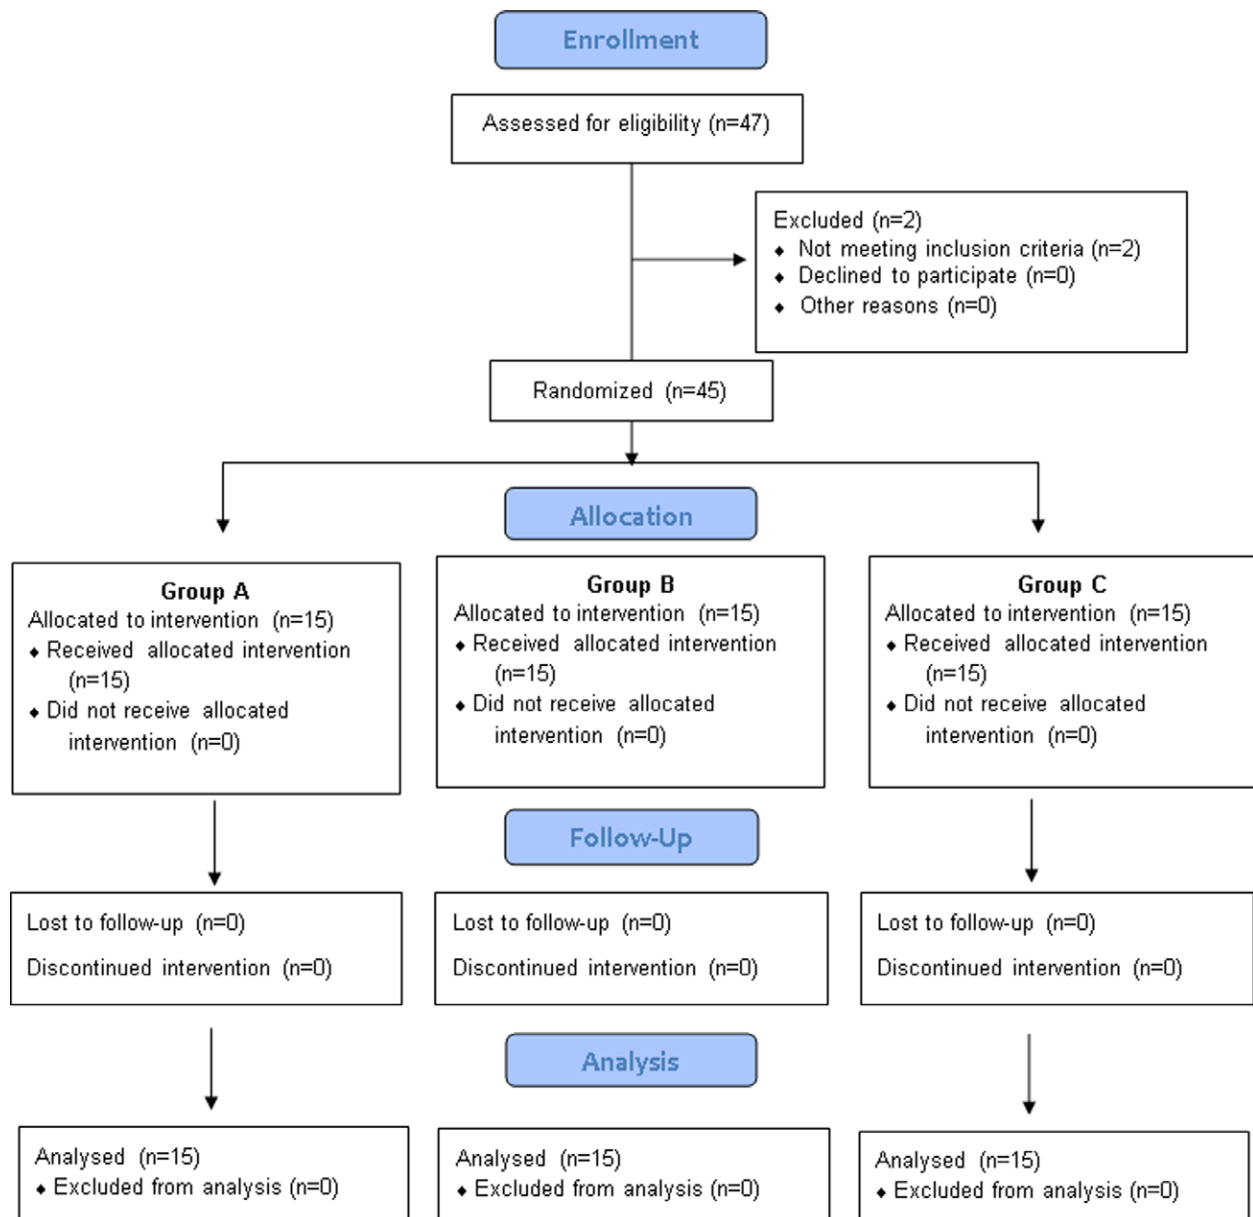 Enrollment
Assessed for eligibility (n=47)
Excluded (n=2)
⬥ Not meeting inclusion criteria (n=2)
⬥ Declined to participate (n=0)
⬥ Other reasons (n=0)
Randomized (n=45)
Allocation
Group A
Allocated to intervention (n=15)
⬥ Received allocated intervention
(n=15)
⬥ Did not receive allocated
intervention (n=0)
Group B
Allocated to intervention (n=15)
⬥ Received allocated intervention
(n=15)
⬥ Did not receive allocated
intervention (n=0)
Group C
Allocated to intervention (n=15)
⬥ Received allocated intervention
(n=15)
⬥ Did not receive allocated
intervention (n=0)
Follow-Up
Lost to follow-up (n=0)
Discontinued intervention (n=0)
Lost to follow-up (n=0)
Discontinued intervention (n=0)
Lost to follow-up (n=0)
Discontinued intervention (n=0)
Analysis
Analysed (n=15)
⬥ Excluded from analysis (n=0)
Analysed (n=15)
⬥ Excluded from analysis (n=0)
Analysed (n=15)
⬥ Excluded from analysis (n=0)